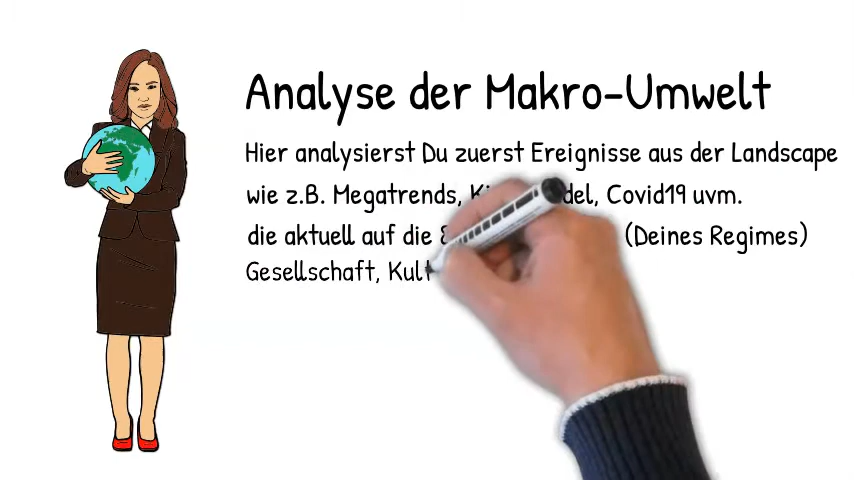 Analyse der Makro-Umwelt
Hier analysierst Du zuerst Ereignisse aus der Landscape
wie z.B. Megatrends, Covid19 uvm.
die aktuell auf die (Deines Regimes)
Gesellschaft,